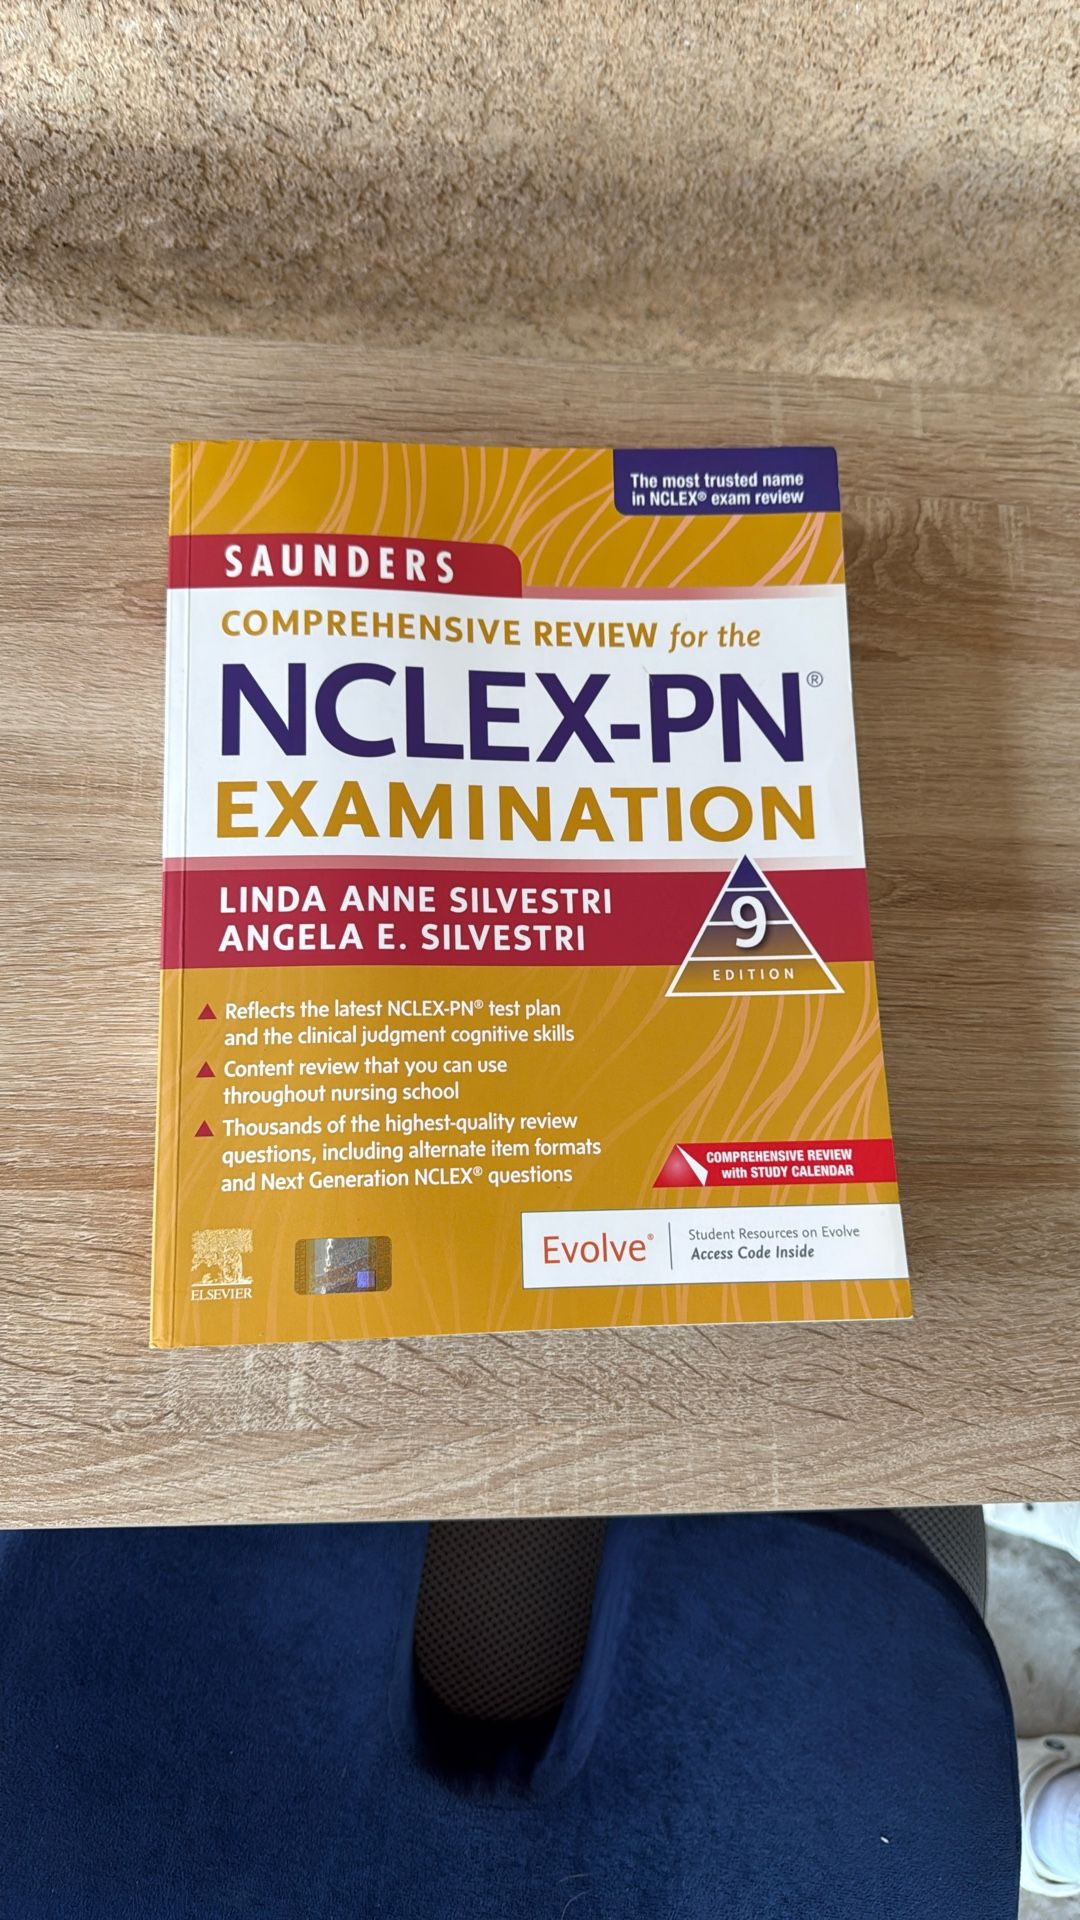 The most trusted name
in NCLEX® exam review
SAUNDERS
COMPREHENSIVE REVIEW for the
NCLEX-PN®
EXAMINATION
LINDA ANNE SILVESTRI
ANGELA E. SILVESTRI
9
EDITION
Reflects the latest NCLEX-PN® test plan
and the clinical judgment cognitive skills
Content review that you can use
throughout nursing school
Thousands of the highest-quality review
questions, including alternate item formats
and Next Generation NCLEX® questions
COMPREHENSIVE REVIEW
with STUDY CALENDAR
Evolve®
Student Resources on Evolve
Access Code Inside
ELSEVIER